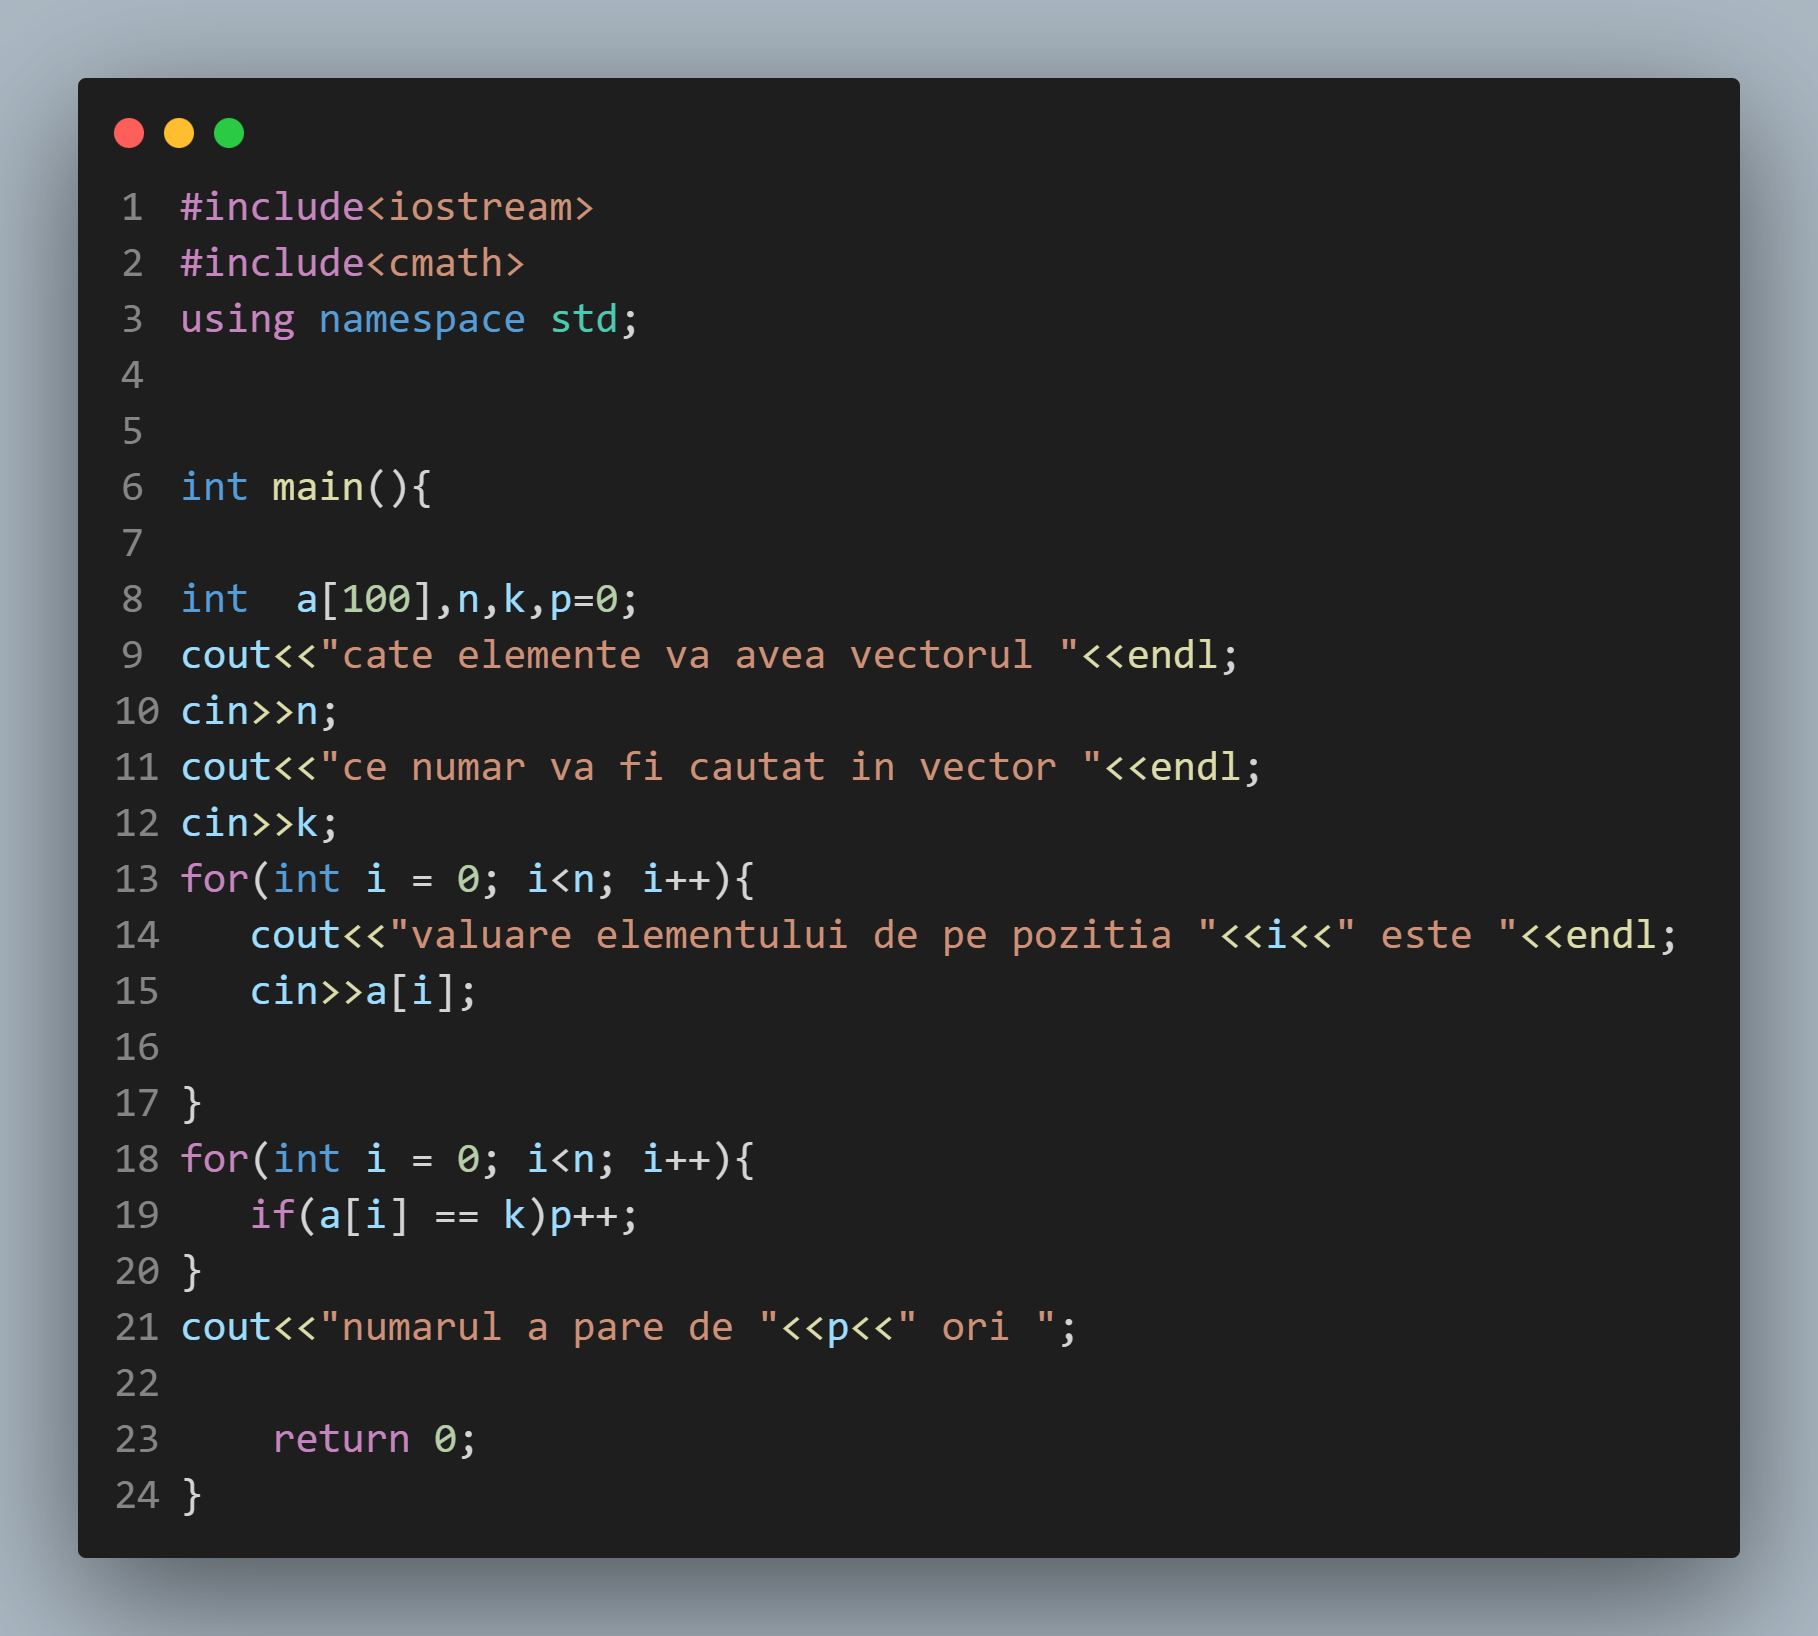 1 #include<iostream>
2 #include<cmath>
3 using namespace std;
4
5
6 int main(){
7
8 int  a[100],n,k,p=0;
9 cout<<"cate elemente va avea vectorul "<<endl;
10 cin>>n;
11 cout<<"ce numar va fi cautat in vector "<<endl;
12 cin>>k;
13 for(int i = 0; i<n; i++){
14    cout<<"valuare elementului de pe pozitia "<<i<<" este "<<endl;
15    cin>>a[i];
16
17 }
18 for(int i = 0; i<n; i++){
19    if(a[i] == k)p++;
20 }
21 cout<<"numarul a pare de "<<p<<" ori ";
22
23     return 0;
24 }